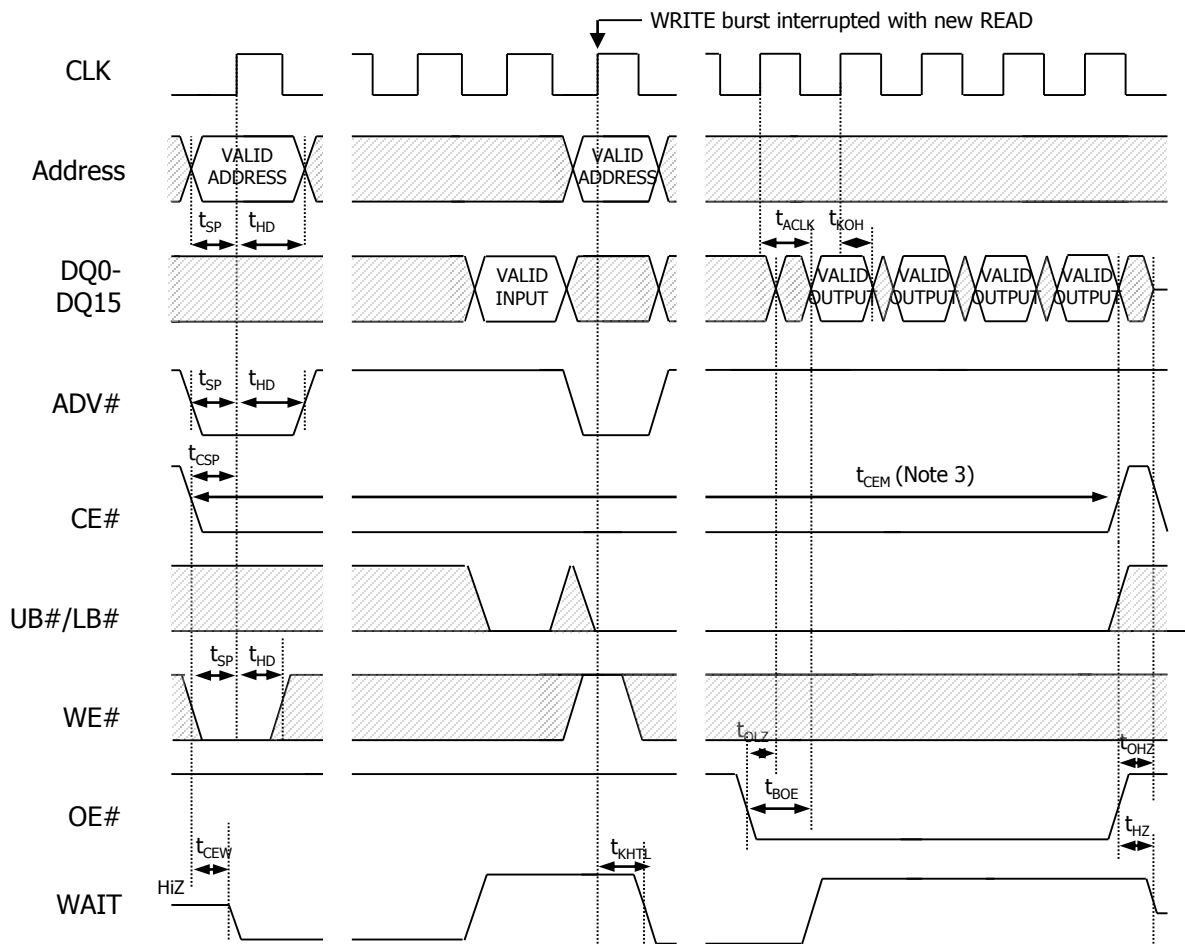 WRITE burst interrupted with new READ
CLK
Address
VALID
ADDRESS
VALID
ADDRESS
tSP
tHD
tACLK
tKOH
DQ0-
DQ15
VALID
INPUT
VALID
OUTPUT
VALID
OUTPUT
VALID
OUTPUT
VALID
OUTPUT
ADV#
tSP
tHD
tCSP
tCEM (Note 3)
CE#
UB#/LB#
tSP
tHD
WE#
tOLZ
tOHZ
OE#
tBOE
tCEW
tKHTL
tHZ
HiZ
WAIT